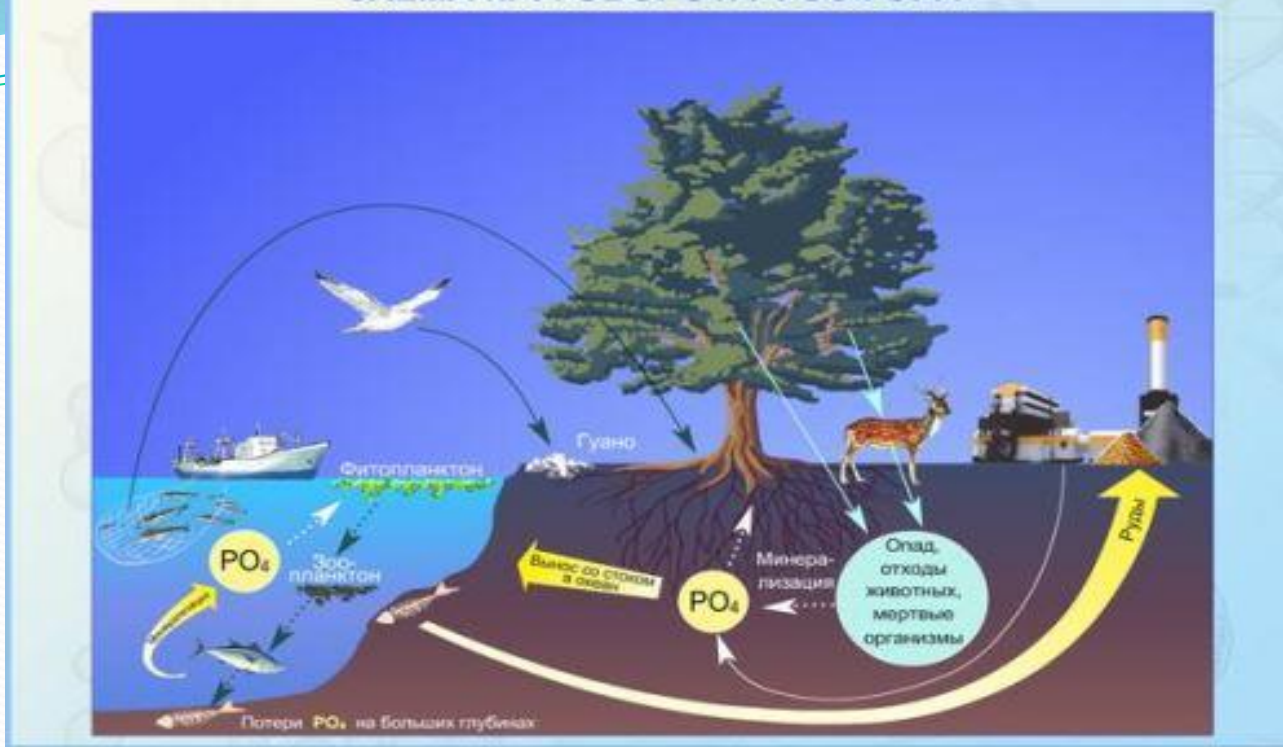 Гуано
Фитопланктон
PO₄
Зоо-
планктон
Вынос со стоком
в океан
PO₄
Минера-
лизация
Опад,
отходы
животных,
мертвые
организмы
Руды
Потери PO₄ на больших глубинах